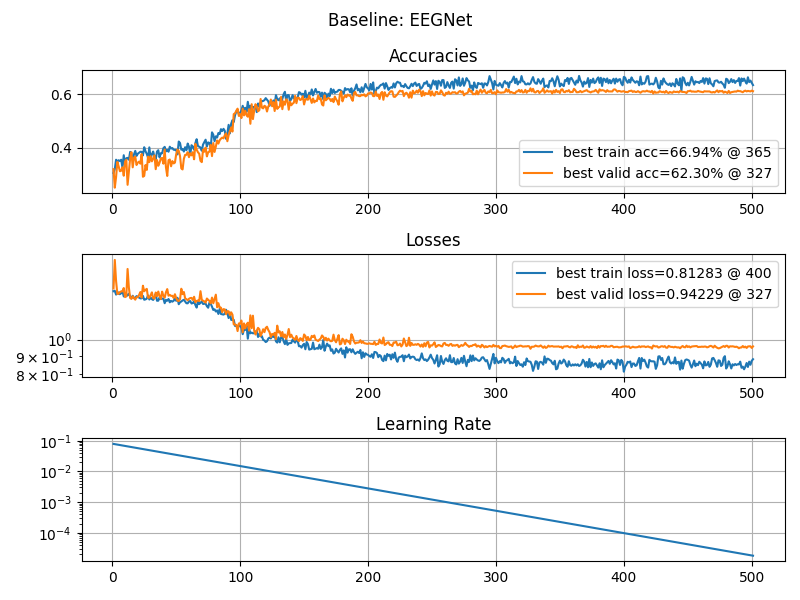 Baseline: EEGNet
Accuracies
0.6
0.4
best train acc=66.94% @ 365
best valid acc=62.30% @ 327
0 100 200 300 400 500
Losses
10⁰
9 × 10⁻¹
8 × 10⁻¹
best train loss=0.81283 @ 400
best valid loss=0.94229 @ 327
0 100 200 300 400 500
Learning Rate
10⁻¹
10⁻²
10⁻³
10⁻⁴
0 100 200 300 400 500